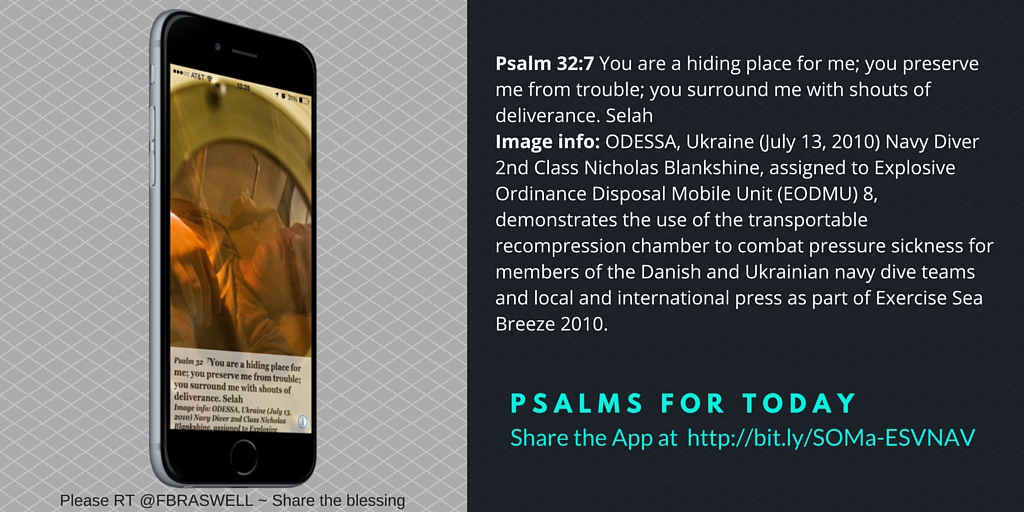 AT&T
13:28
31%
Psalm 32 7You are a hiding place for
me; you preserve me from trouble;
you surround me with shouts of
deliverance. Selah
Image info: ODESSA, Ukraine (July 13,
2010) Navy Diver 2nd Class Nicholas
Blankshine, assigned to Explosive
Please RT @FBRASWELL ~ Share the blessing
Psalm 32:7 You are a hiding place for me; you preserve
me from trouble; you surround me with shouts of
deliverance. Selah
Image info: ODESSA, Ukraine (July 13, 2010) Navy Diver
2nd Class Nicholas Blankshine, assigned to Explosive
Ordinance Disposal Mobile Unit (EODMU) 8,
demonstrates the use of the transportable
recompression chamber to combat pressure sickness for
members of the Danish and Ukrainian navy dive teams
and local and international press as part of Exercise Sea
Breeze 2010.
PSALMS FOR TODAY
Share the App at http://bit.ly/SOMa-ESVNAV